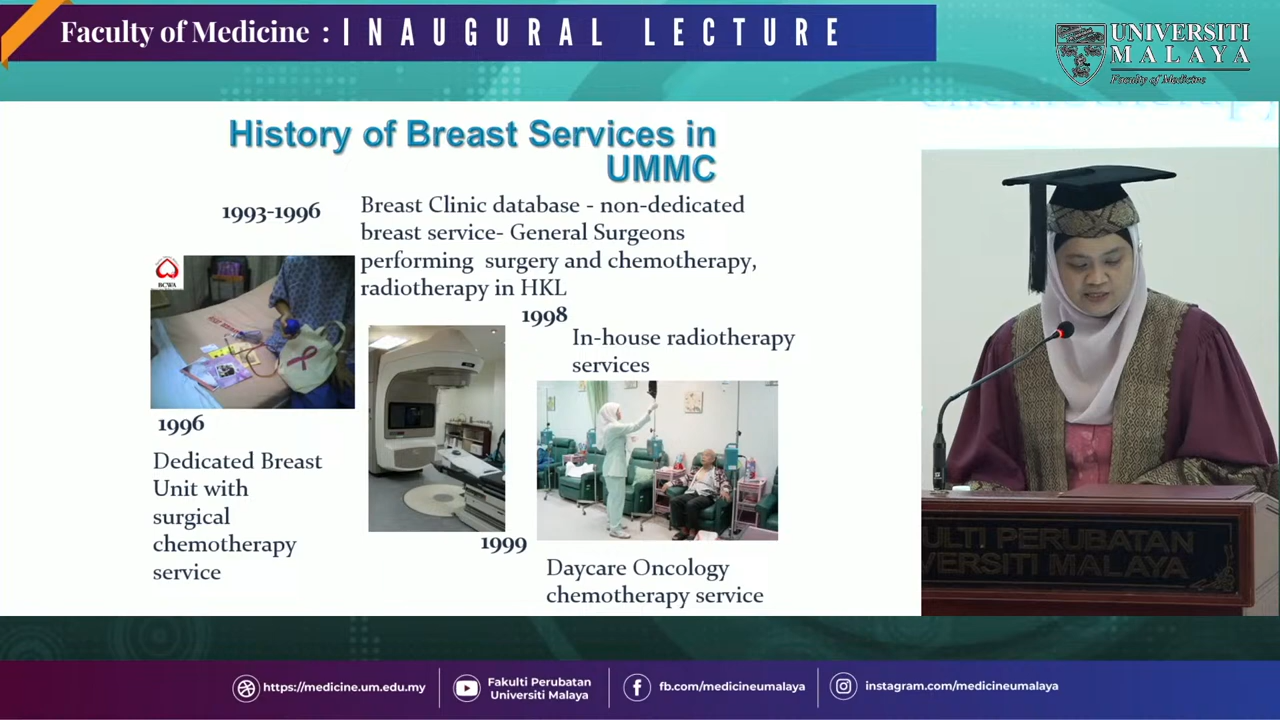 Faculty of Medicine : INAUGURAL LECTURE
UNIVERSITI
MALAYA
Faculty of Medicine
History of Breast Services in
UMMC
1993-1996
Breast Clinic database - non-dedicated
breast service- General Surgeons
performing surgery and chemotherapy,
radiotherapy in HKL
BCWA
1998
In-house radiotherapy
services
1996
Dedicated Breast
Unit with
surgical
chemotherapy
service
1999
Daycare Oncology
chemotherapy service
chemotherapy
ULTI PERUBATAN
VERSITI MALAYA
https://medicine.um.edu.my
Fakulti Perubatan
Universiti Malaya
fb.com/medicineumalaya
instagram.com/medicineumalaya